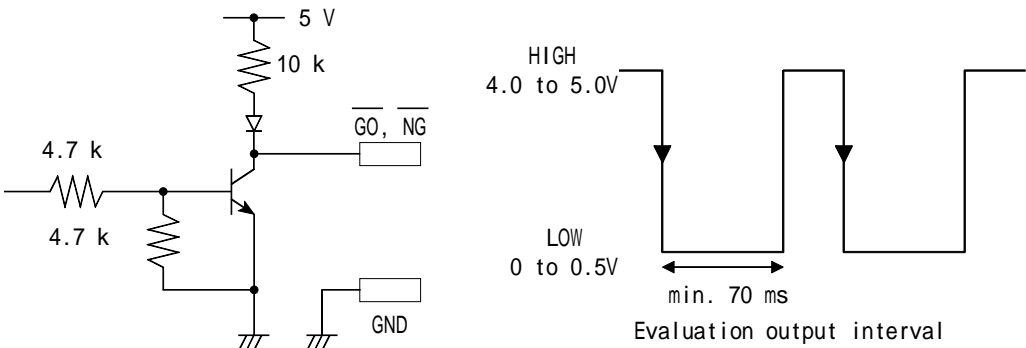 5 V
10 k
GO, NG
4.7 k
4.7 k
GND
HIGH
4.0 to 5.0V
LOW
0 to 0.5V
min. 70 ms
Evaluation output interval